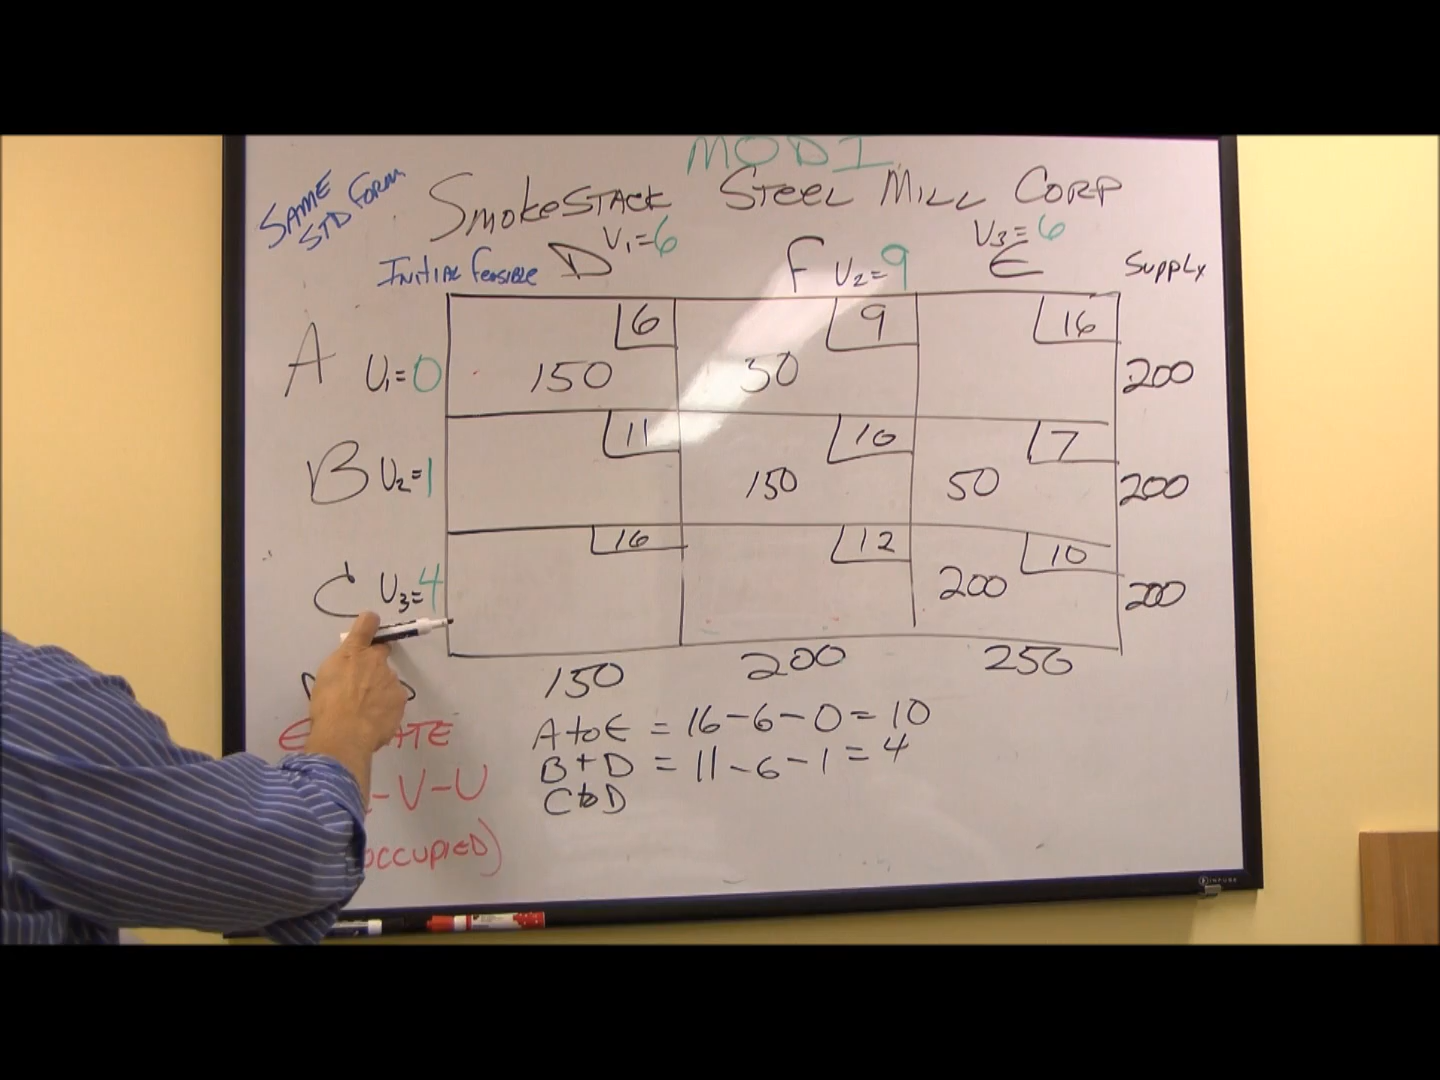 MODI
SAME
STD FORM
SMOKESTACK STEEL MILL CORP
INITIAL FEASIBLE
D V1=6
F V2=9
V3=6
E
SUPPLY
A U1=0
6
150
9
50
16
200
B U2=1
11
10
150
7
50
200
C U3=4
16
12
10
200
200
150
200
250
A to E = 16-6-0=10
B to D = 11-6-1=4
C to D
-V-U
OCCUPIED)
INFUSE